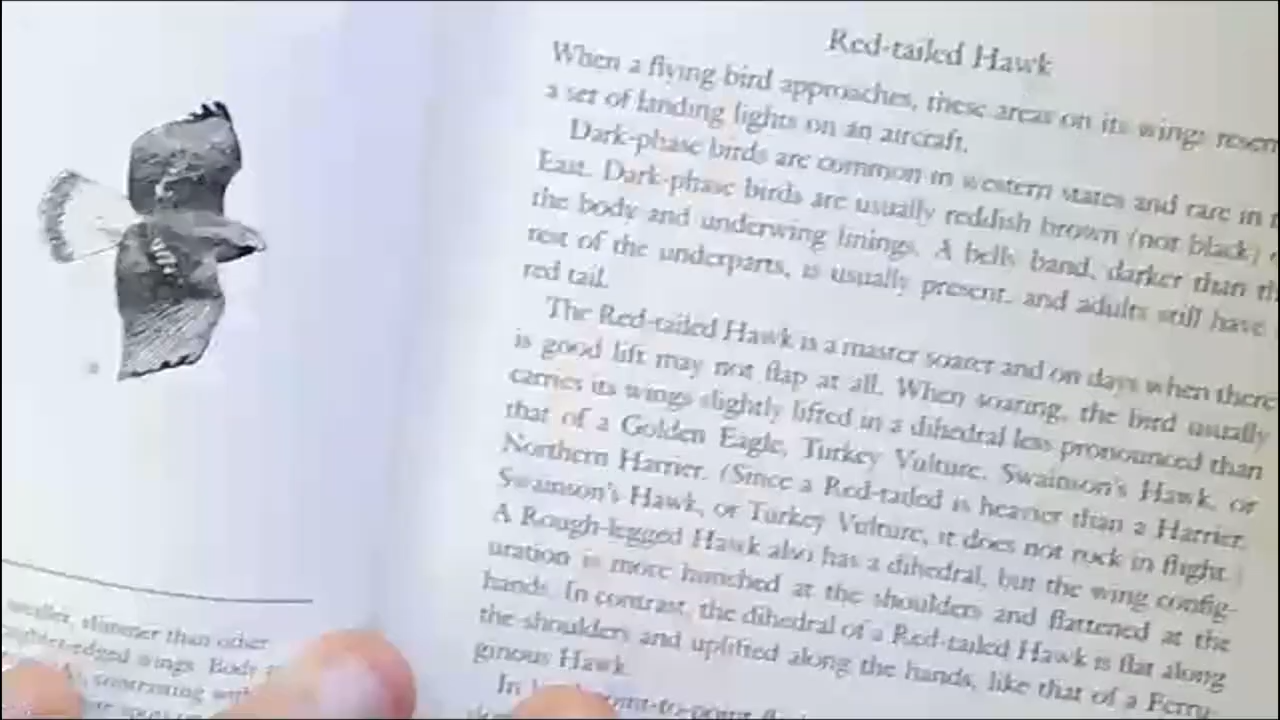 smaller, slimmer than other
edged wings. Body
contrasting with
Red-tailed Hawk
When a flying bird approaches, these areas on its wings resem
a set of landing lights on an aircraft.
Dark-phase birds are common in western states and rare in t
East. Dark-phase birds are usually reddish brown (not black)
the body and underwing linings. A belly band, darker than th
rest of the underparts, is usually present, and adults still have
red tail.
The Red-tailed Hawk is a master soarer and on days when there
is good lift may not flap at all. When soaring, the bird usually
carries its wings slightly lifted in a dihedral less pronounced than
that of a Golden Eagle, Turkey Vulture, Swainson's Hawk, or
Northern Harrier. (Since a Red-tailed is heavier than a Harrier,
Swainson's Hawk, or Turkey Vulture, it does not rock in flight.)
A Rough-legged Hawk also has a dihedral, but the wing config-
uration is more hunched at the shoulders and flattened at the
hands. In contrast, the dihedral of a Red-tailed Hawk is flat along
the shoulders and uplifted along the hands, like that of a Ferru-
ginous Hawk.
In point-to-point